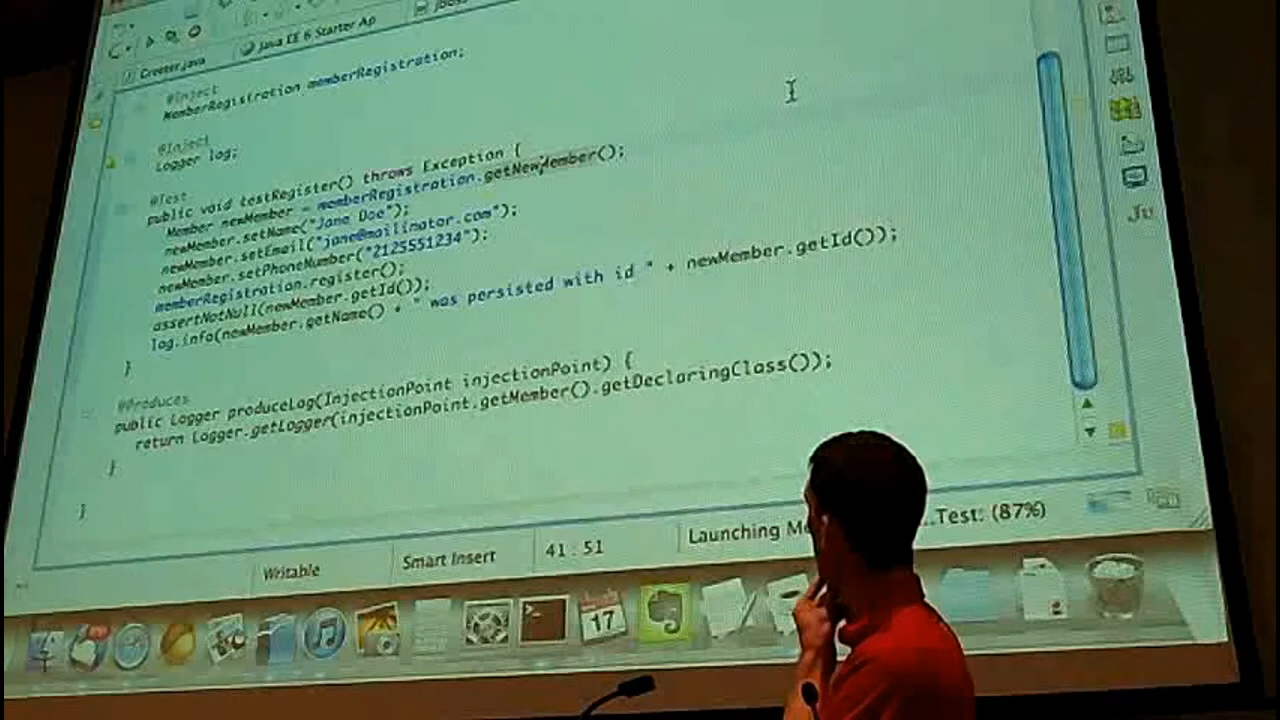 Greeter.java
Java EE 6 Starter Ap
@Inject
MemberRegistration memberRegistration;
@Inject
Logger log;
@Test
public void testRegister() throws Exception {
Member newMember = memberRegistration.getNewMember();
newMember.setName("Jane Doe");
newMember.setEmail("jane@mailinator.com");
newMember.setPhoneNumber("2125551234");
memberRegistration.register();
assertNotNull(newMember.getId());
log.info(newMember.getName() + " was persisted with id " + newMember.getId());
}
@Produces
public Logger produceLog(InjectionPoint injectionPoint) {
return Logger.getLogger(injectionPoint.getMember().getDeclaringClass());
}
}
Writable
Smart Insert
41 : 51
Launching Me ...Test: (87%)
Ju
17